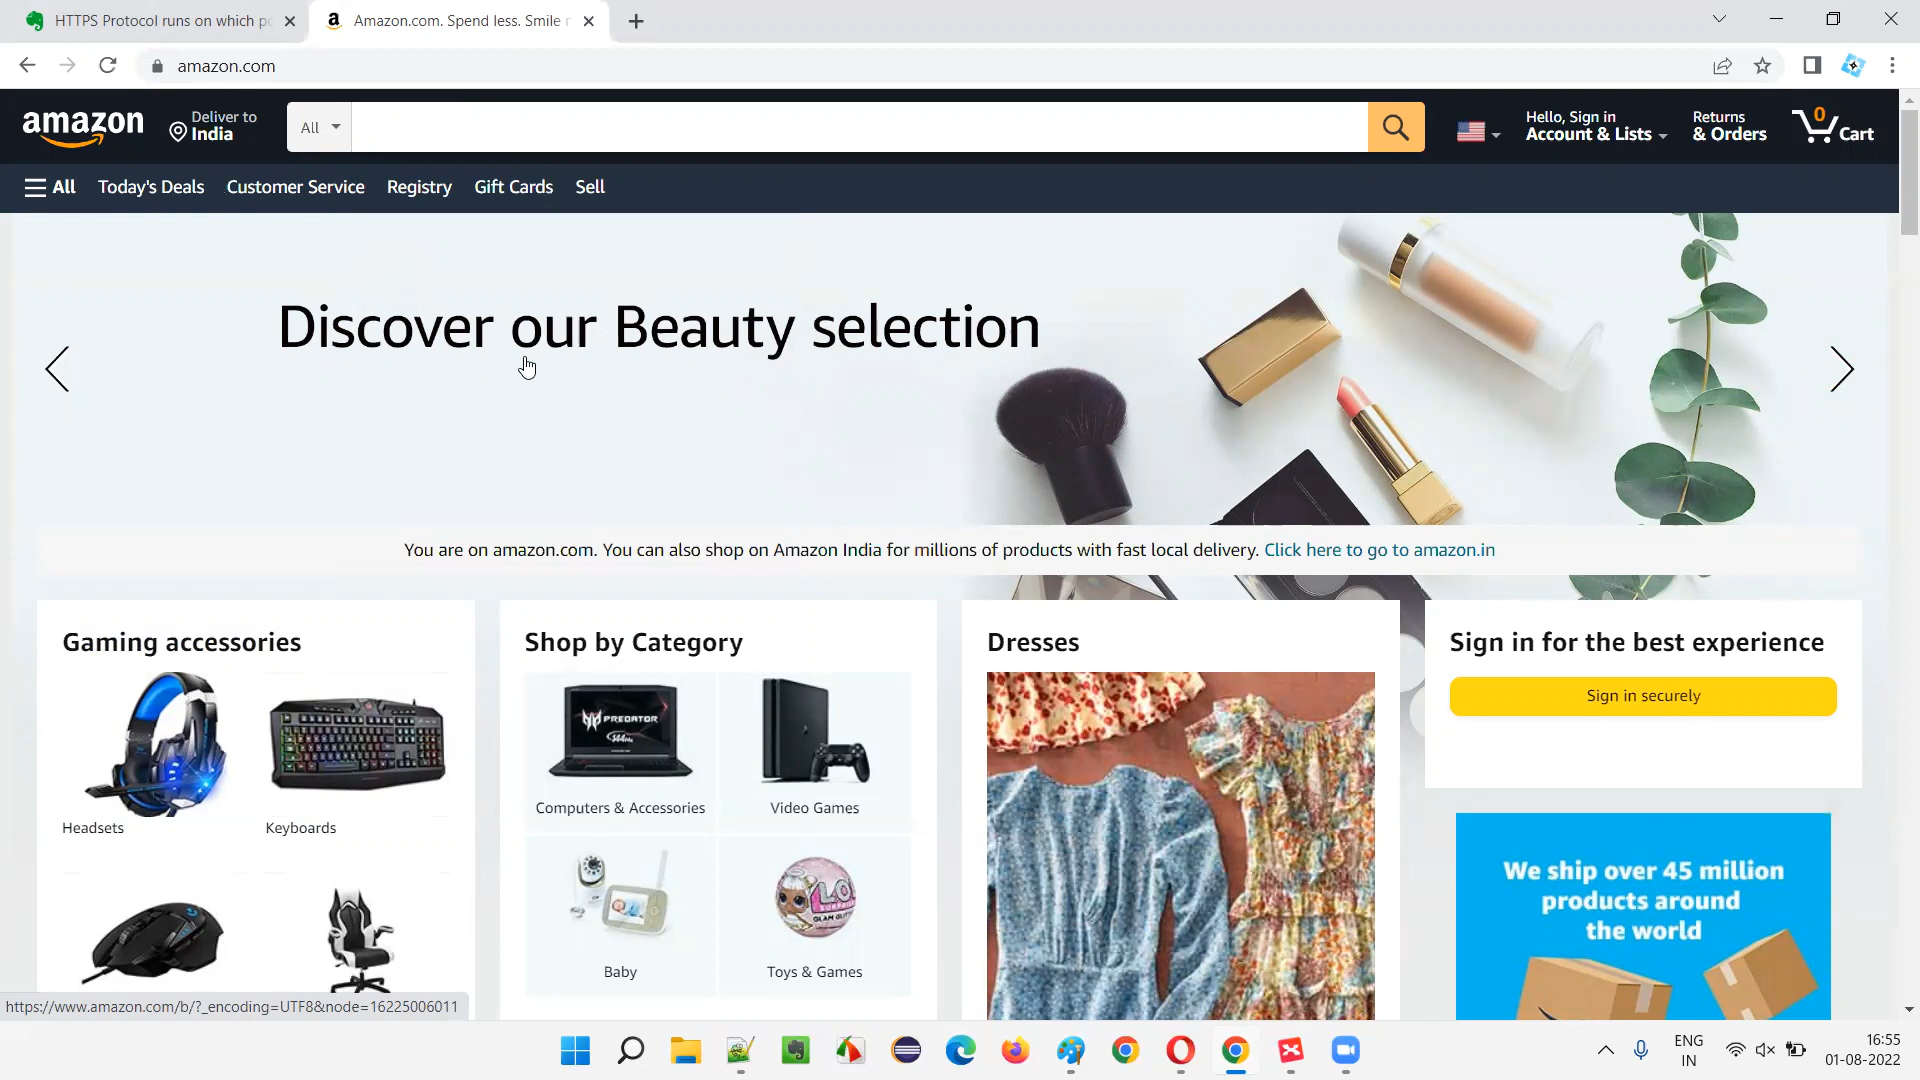 HTTPS Protocol runs on which po
Amazon.com. Spend less. Smile m
amazon.com
amazon
Deliver to
India
All
Hello, Sign in
Account & Lists
Returns
& Orders
0
Cart
All
Today's Deals
Customer Service
Registry
Gift Cards
Sell
Discover our Beauty selection
You are on amazon.com. You can also shop on Amazon India for millions of products with fast local delivery. Click here to go to amazon.in
Gaming accessories
Headsets
Keyboards
Shop by Category
PREDATOR
Computers & Accessories
Video Games
Baby
Toys & Games
Dresses
Sign in for the best experience
Sign in securely
We ship over 45 million
products around
the world
https://www.amazon.com/b/?_encoding=UTF8&node=16225006011
ENG
IN
16:55
01-08-2022